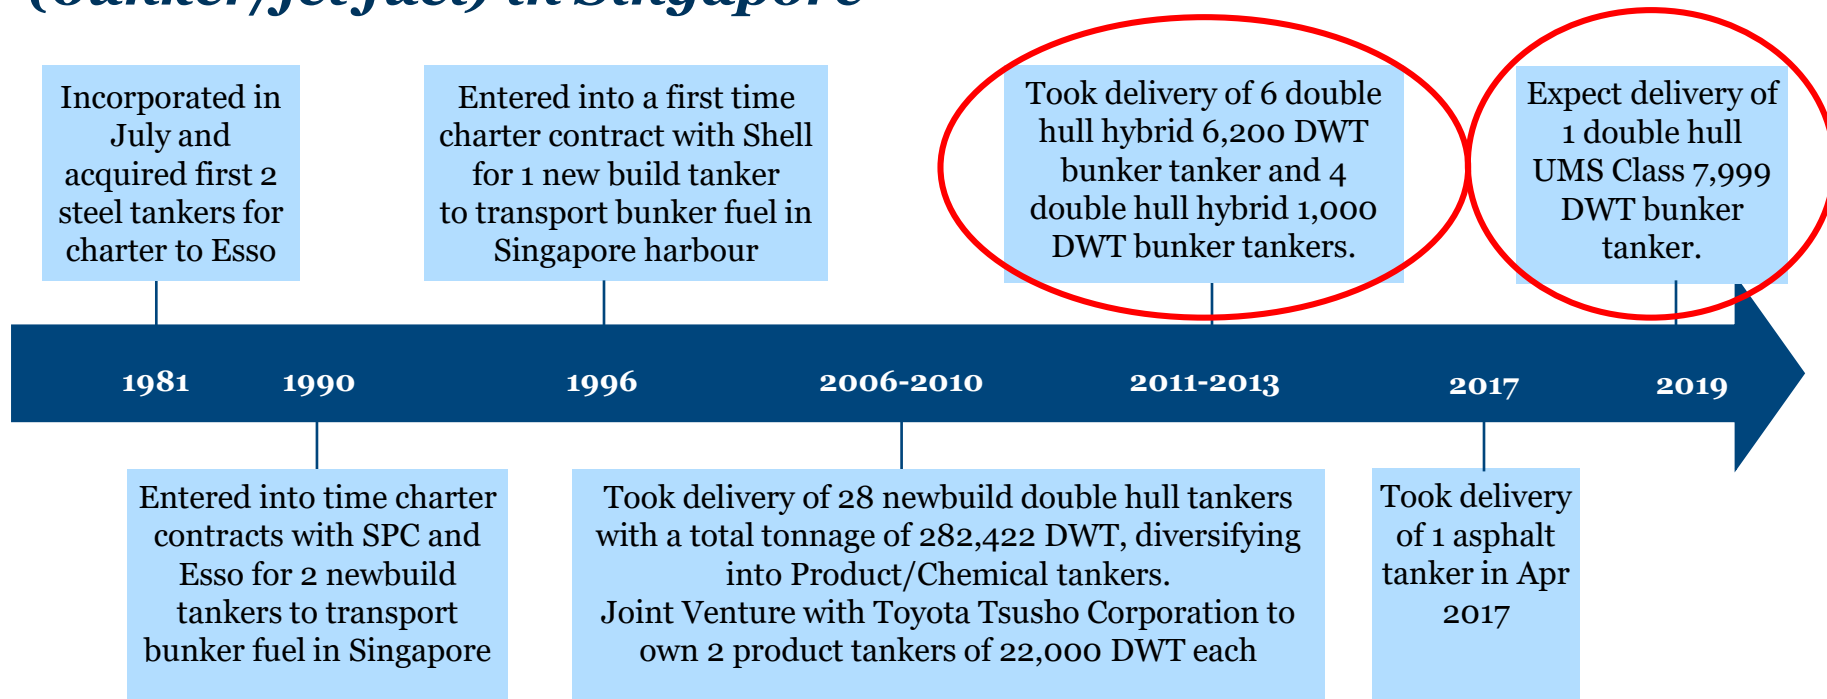 (bunker/jet fuel) in Singapore
Incorporated in
July and
acquired first 2
steel tankers for
charter to Esso
Entered into a first time
charter contract with Shell
for 1 new build tanker
to transport bunker fuel in
Singapore harbour
Took delivery of 6 double
hull hybrid 6,200 DWT
bunker tanker and 4
double hull hybrid 1,000
DWT bunker tankers.
Expect delivery of
1 double hull
UMS Class 7,999
DWT bunker
tanker.
1981
1990
1996
2006-2010
2011-2013
2017
2019
Entered into time charter
contracts with SPC and
Esso for 2 newbuild
tankers to transport
bunker fuel in Singapore
Took delivery of 28 newbuild double hull tankers
with a total tonnage of 282,422 DWT, diversifying
into Product/Chemical tankers.
Joint Venture with Toyota Tsusho Corporation to
own 2 product tankers of 22,000 DWT each
Took delivery
of 1 asphalt
tanker in Apr
2017